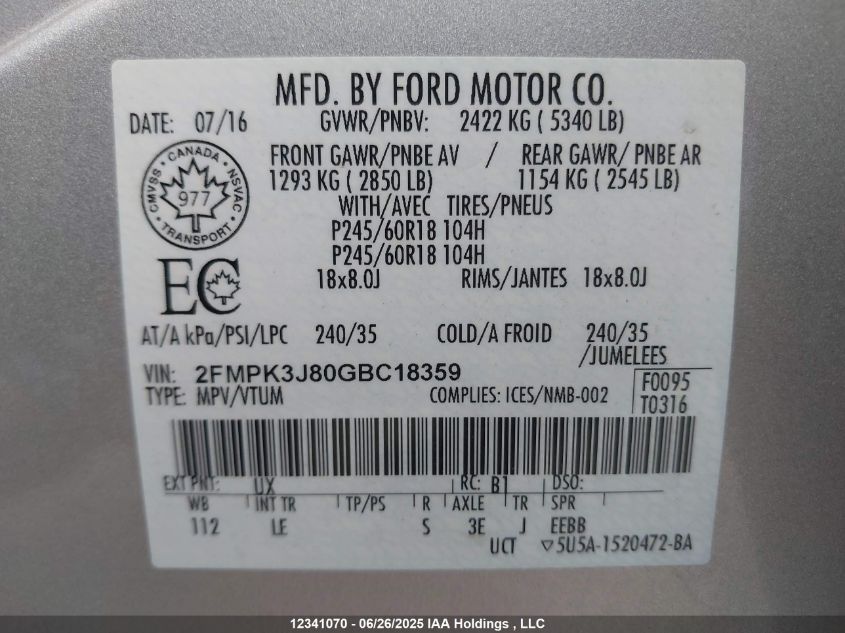 MFD. BY FORD MOTOR CO.
DATE: 07/16 GVWR/PNBV: 2422 KG ( 5340 LB)
FRONT GAWR/PNBE AV / REAR GAWR/ PNBE AR
1293 KG ( 2850 LB) 1154 KG ( 2545 LB)
WITH/AVEC TIRES/PNEUS
P245/60R18 104H
P245/60R18 104H
18x8.0J RIMS/JANTES 18x8.0J
CANADA
CMVSS 977 NSVAC
TRANSPORT
EC
AT/A kPa/PSI/LPC 240/35 COLD/A FROID 240/35
/JUMELEES
VIN: 2FMPK3J80GBC18359
TYPE: MPV/VTUM COMPLIES: ICES/NMB-002
F0095
T0316
EXT PNT: UX RC: B1 DSO:
WB INT TR TP/PS R AXLE TR SPR
112 LE S 3E J EEBB
UCT ▽5U5A-1520472-BA
12341070 - 06/26/2025 IAA Holdings , LLC